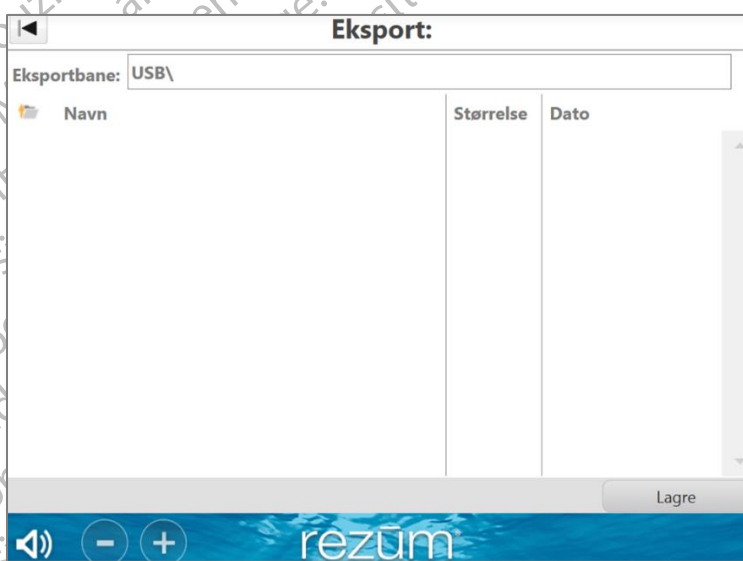 Eksport:
Eksportbane: USB\
Navn Størrelse Dato
Lagre
rezūm